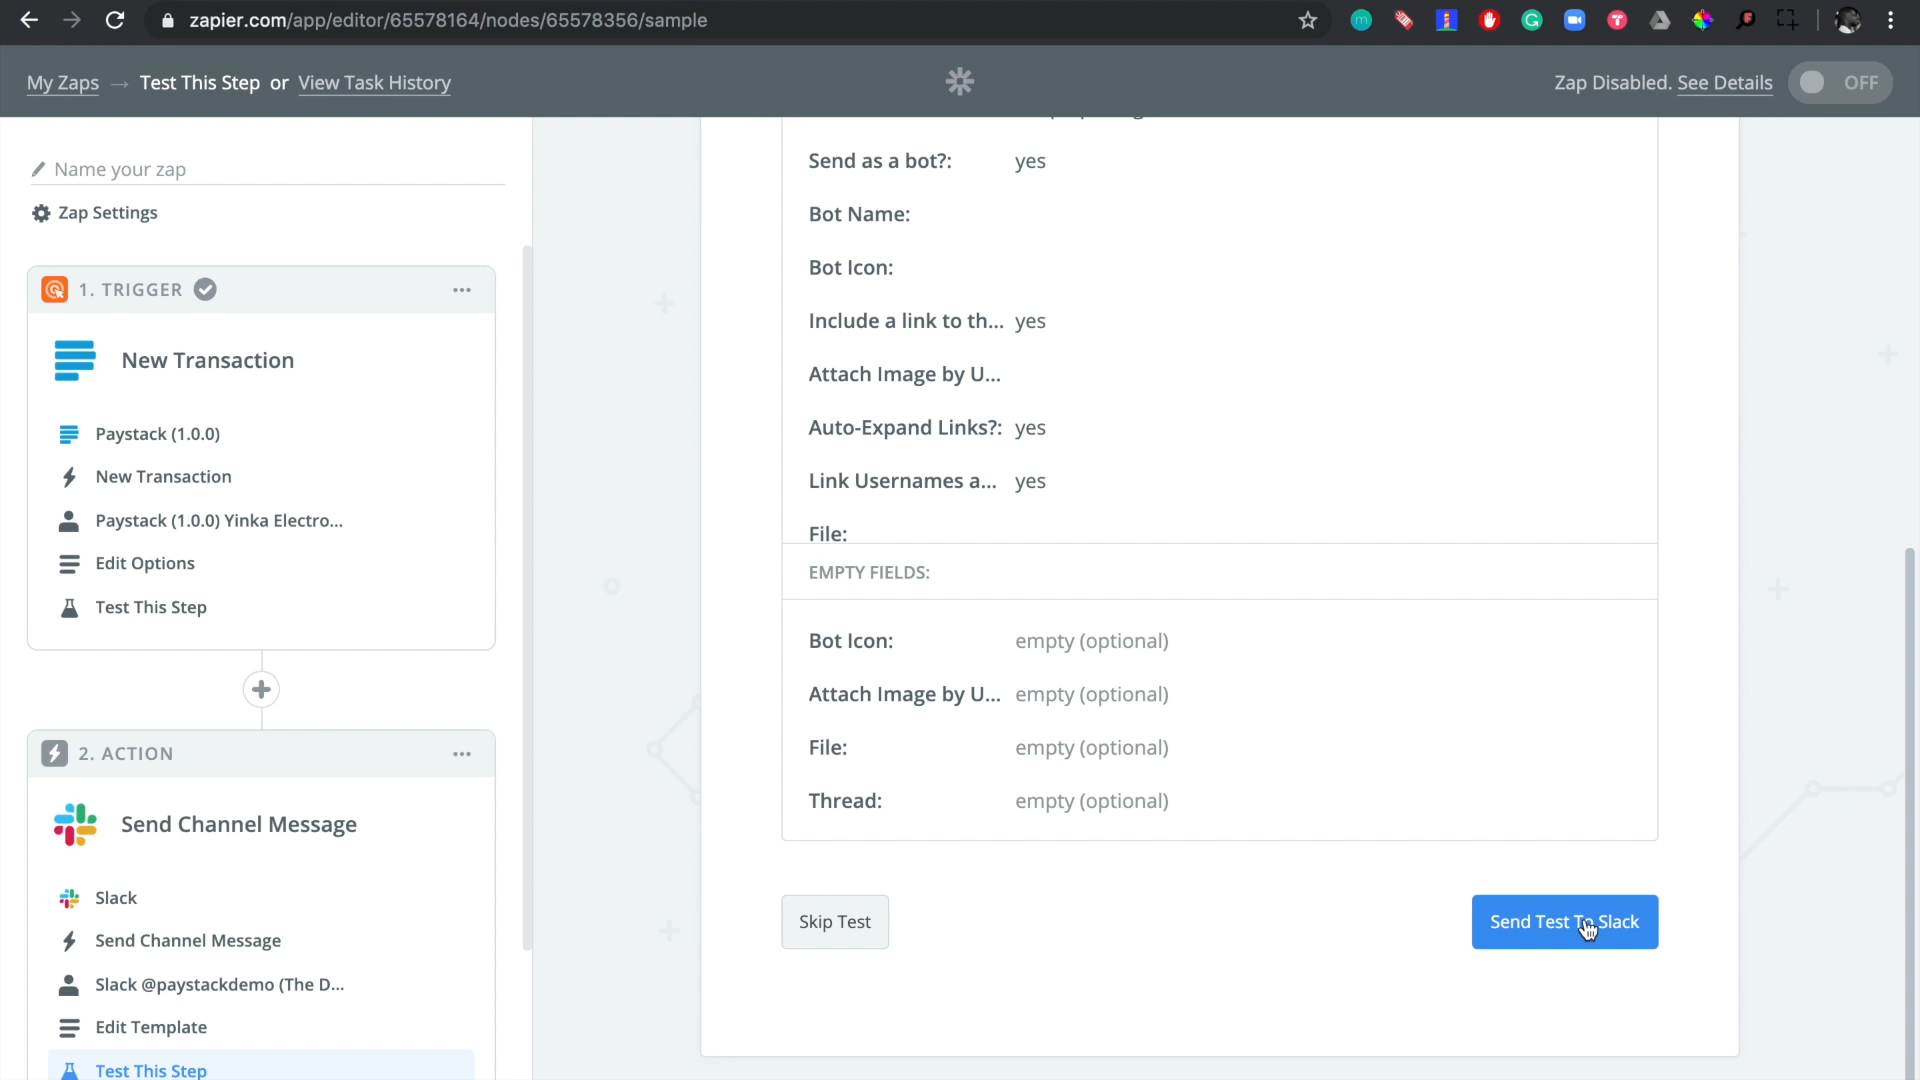 zapier.com/app/editor/65578164/nodes/65578356/sample
My Zaps → Test This Step or View Task History
Zap Disabled. See Details OFF
Name your zap
Zap Settings
1. TRIGGER
New Transaction
Paystack (1.0.0)
New Transaction
Paystack (1.0.0) Yinka Electro...
Edit Options
Test This Step
2. ACTION
Send Channel Message
Slack
Send Channel Message
Slack @paystackdemo (The D...
Edit Template
Test This Step
Send as a bot?: yes
Bot Name:
Bot Icon:
Include a link to th... yes
Attach Image by U...
Auto-Expand Links?: yes
Link Usernames a... yes
File:
EMPTY FIELDS:
Bot Icon: empty (optional)
Attach Image by U... empty (optional)
File: empty (optional)
Thread: empty (optional)
Skip Test
Send Test To Slack